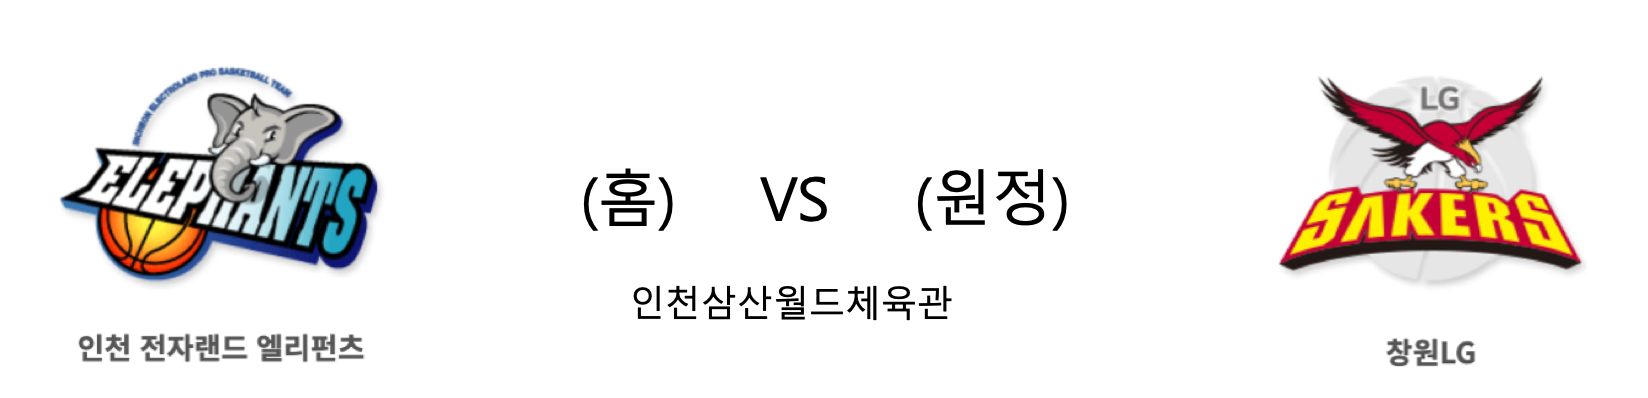 INCHEON ELECTROLAND PRO BASKETBALL TEAM
ELEPHANTS
인천 전자랜드 엘리펀츠
(홈) VS (원정)
인천삼산월드체육관
LG
SAKERS
창원LG